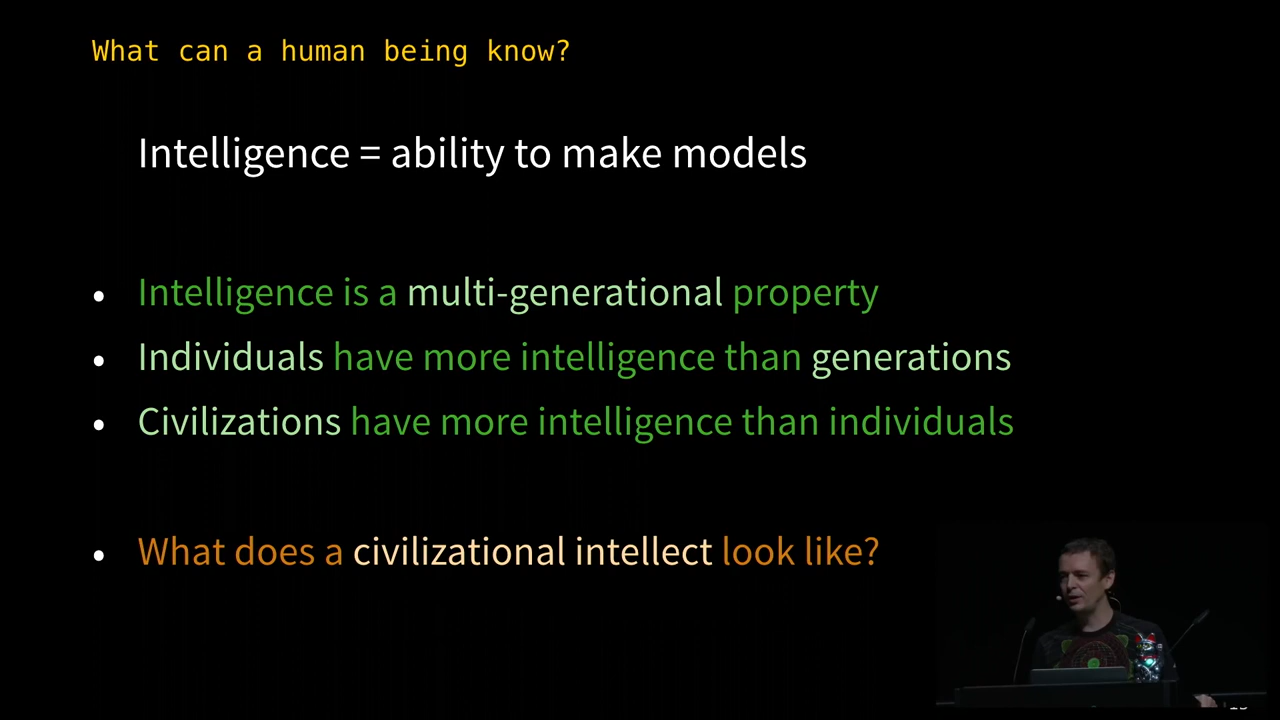 What can a human being know?
Intelligence = ability to make models
• Intelligence is a multi-generational property
• Individuals have more intelligence than generations
• Civilizations have more intelligence than individuals
• What does a civilizational intellect look like?